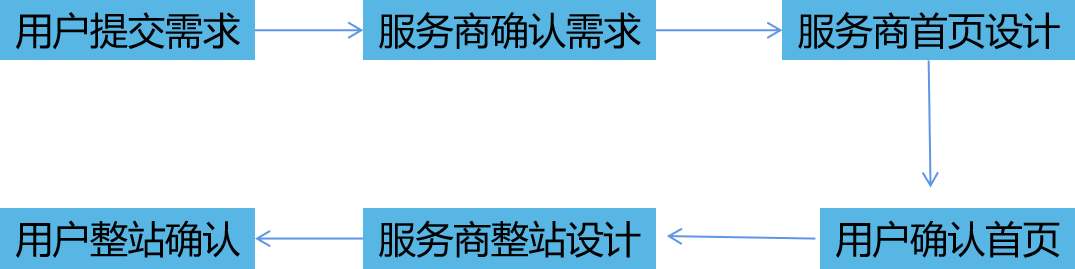 用户提交需求
服务商确认需求
服务商首页设计
用户确认首页
服务商整站设计
用户整站确认